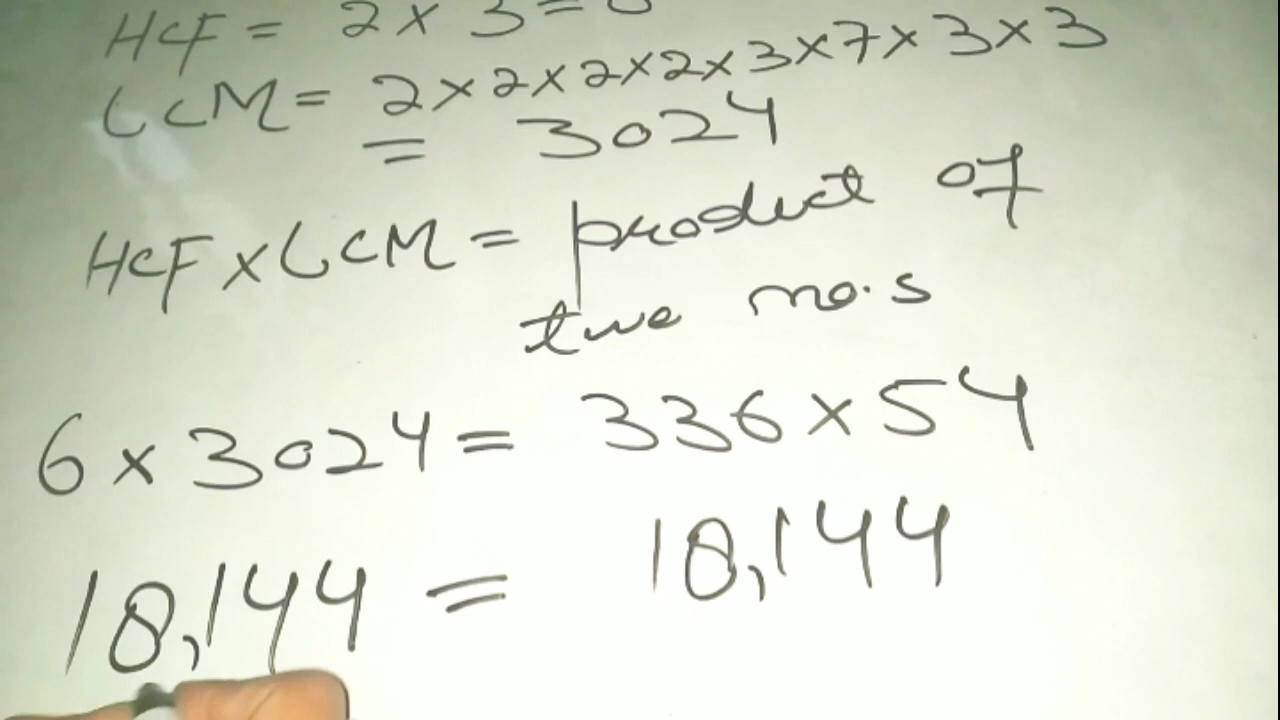 HCF = 2 × 3 = 6
LCM = 2 × 2 × 2 × 2 × 3 × 7 × 3 × 3
= 3024
HCF × LCM = product of
two no.s
6 × 3024 = 336 × 54
18,144 = 18,144